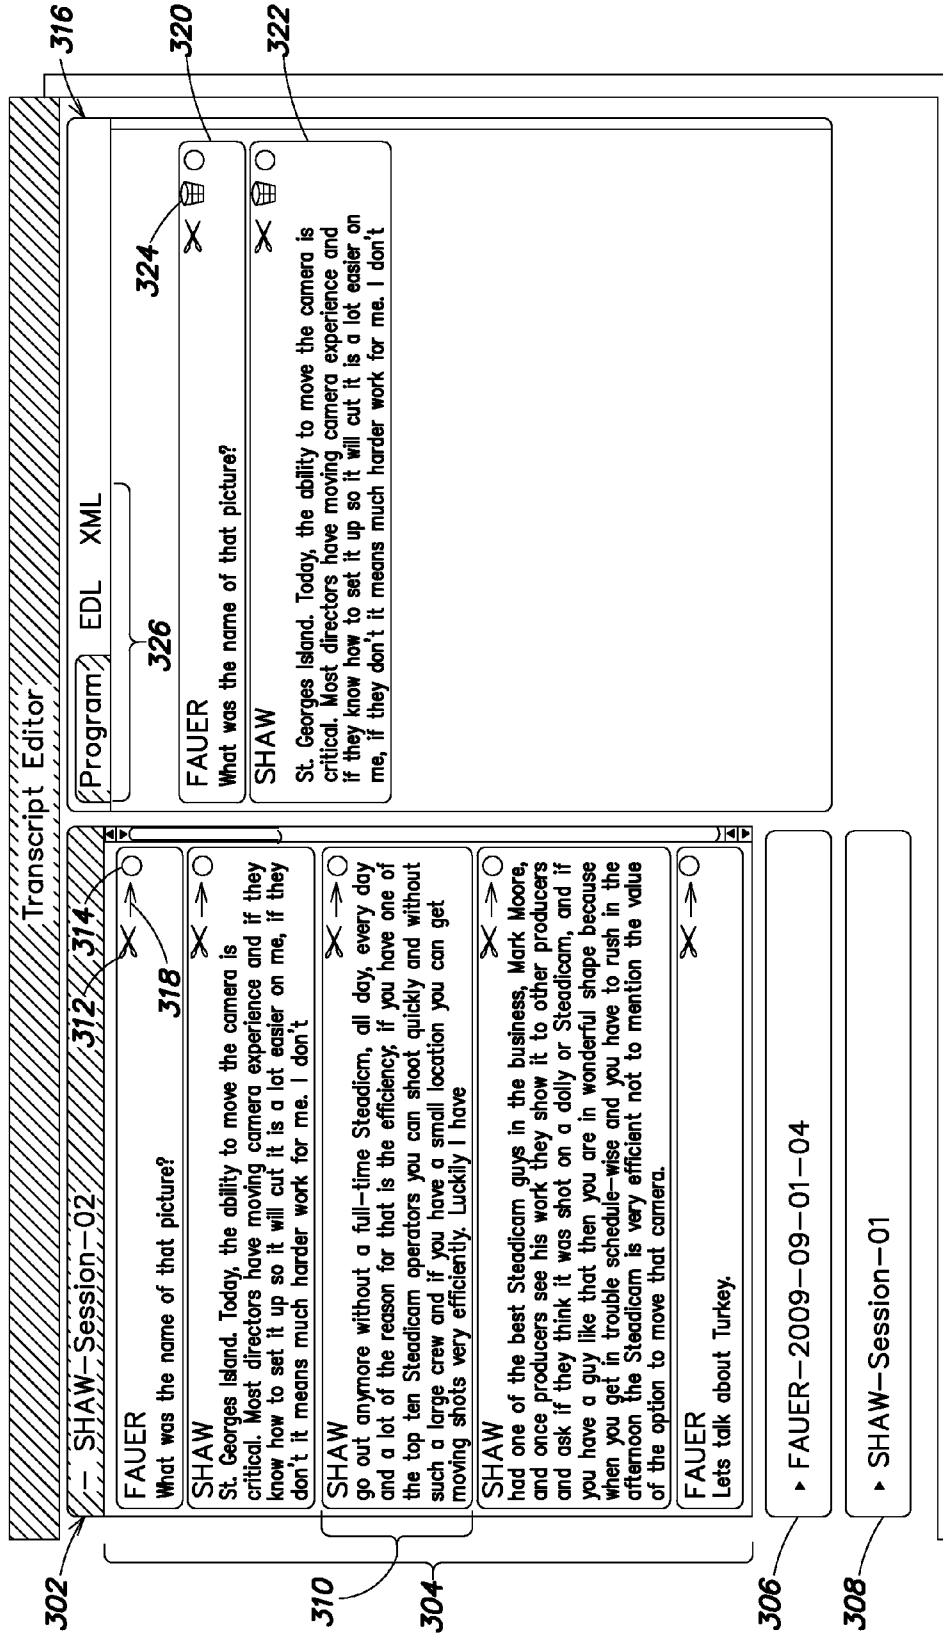 Transcript Editor
302
— SHAW—Session—02
312
314
318
FAUER
What was the name of that picture?
SHAW
St. Georges Island. Today, the ability to move the camera is
critical. Most directors have moving camera experience and if they
know how to set it up so it will cut it is a lot easier on me, if they
don't it means much harder work for me. I don't
310
SHAW
go out anymore without a full—time Steadicm, all day, every day
and a lot of the reason for that is the efficiency, if you have one of
the top ten Steadicam operators you can shoot quickly and without
such a large crew and if you have a small location you can get
moving shots very efficiently. Luckily I have
304
SHAW
had one of the best Steadicam guys in the business, Mark Moore,
and once producers see his work they show it to other producers
and ask if they think it was shot on a dolly or Steadicam, and if
you have a guy like that then you are in wonderful shape because
when you get in trouble schedule—wise and you have to rush in the
afternoon the Steadicam is very efficient not to mention the value
of the option to move that camera.
FAUER
Lets talk about Turkey.
306
▸ FAUER—2009—09—01—04
308
▸ SHAW—Session—01
316
Program EDL XML
326
324
320
FAUER
What was the name of that picture?
322
SHAW
St. Georges Island. Today, the ability to move the camera is
critical. Most directors have moving camera experience and
if they know how to set it up so it will cut it is a lot easier on
me, if they don't it means much harder work for me. I don't